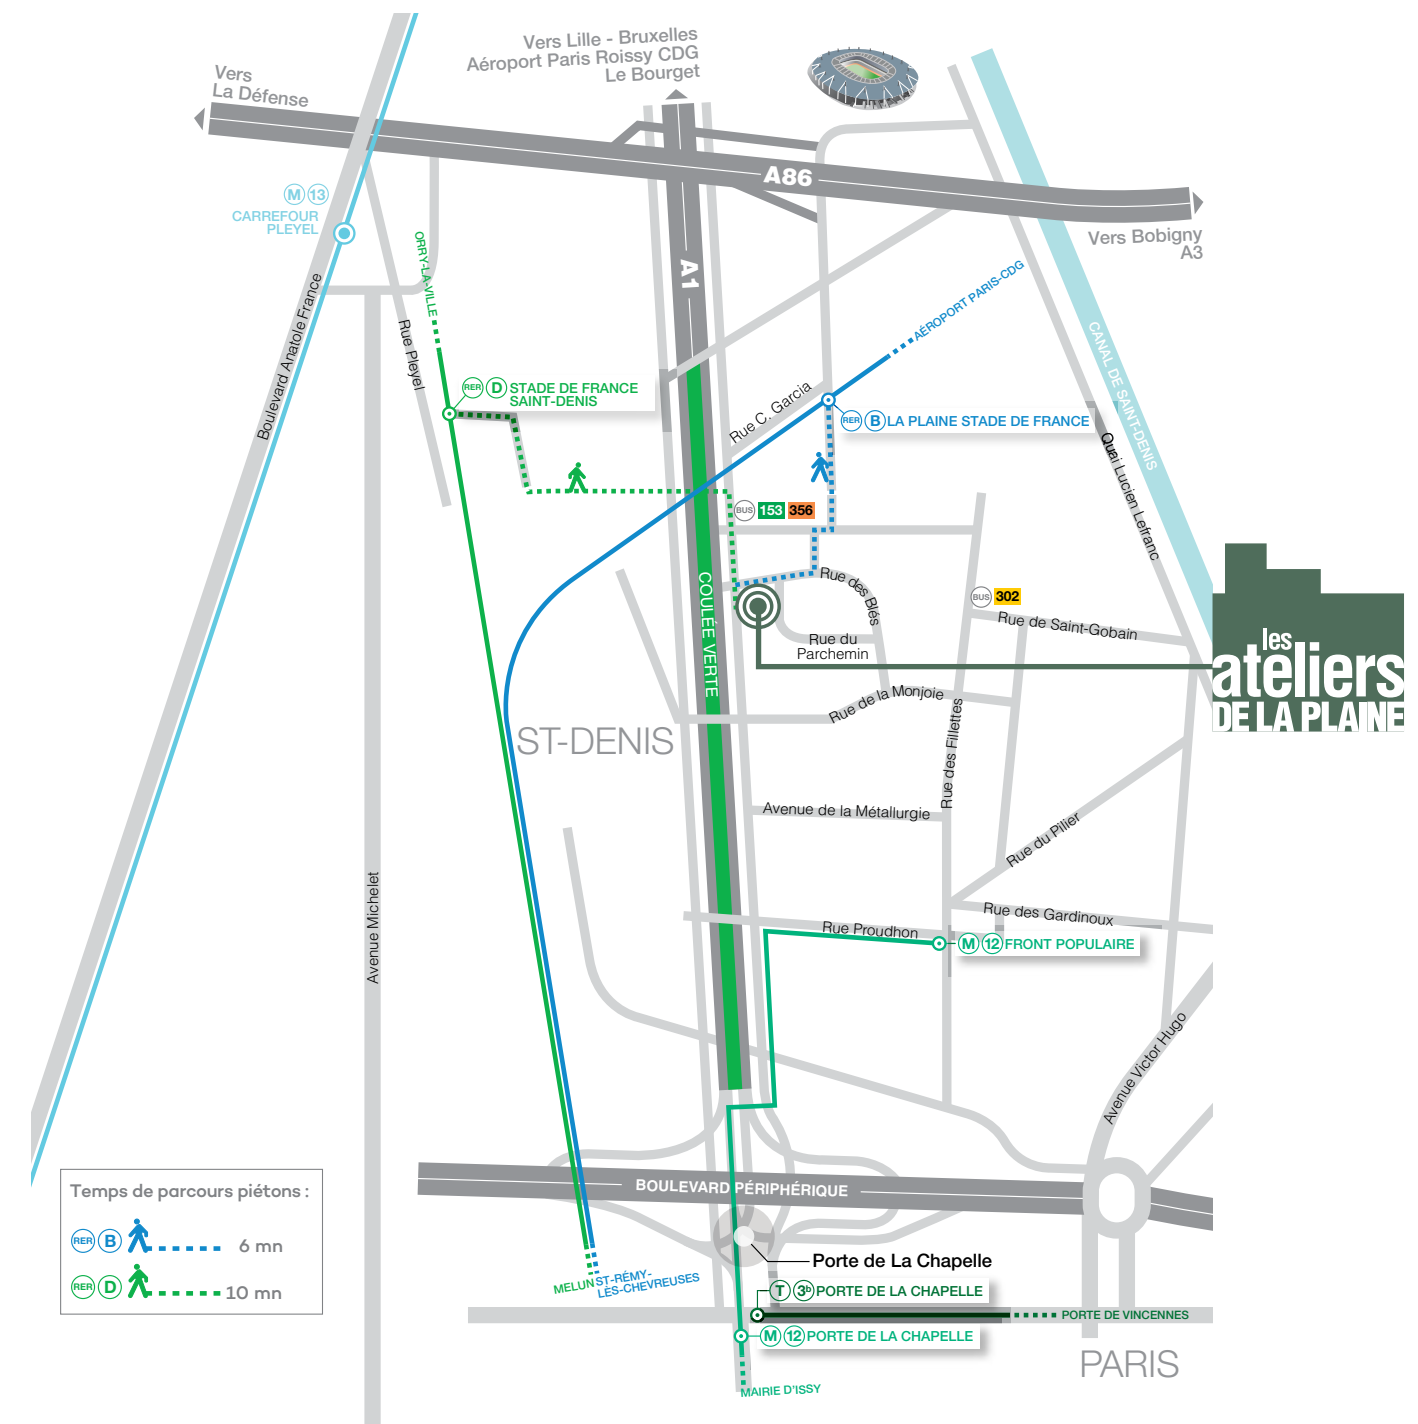 Vers Lille - Bruxelles
Aéroport Paris Roissy CDG
Le Bourget
Vers
La Défense
A86
M 13
CARREFOUR
PLEYEL
Vers Bobigny
A3
A1
ORRY-LA-VILLE
AÉROPORT PARIS-CDG
Boulevard Anatole France
Rue Pleyel
CANAL DE SAINT-DENIS
RER D STADE DE FRANCE
SAINT-DENIS
Rue C. Garcia
RER B LA PLAINE STADE DE FRANCE
Quai Lucien Lefranc
BUS 153 356
COULÉE VERTE
Rue des Blés
BUS 302
Rue de Saint-Gobain
Rue du
Parchemin
les
ateliers
DE LA PLAINE
Rue de la Monjoie
ST-DENIS
Rue des Fillettes
Avenue de la Métallurgie
Rue du Pilier
Avenue Michelet
Rue des Gardinoux
Rue Proudhon
M 12 FRONT POPULAIRE
Avenue Victor Hugo
BOULEVARD PÉRIPHÉRIQUE
Temps de parcours piétons :
RER B 6 mn
RER D 10 mn
Porte de La Chapelle
MELUN
ST-RÉMY-
LÈS-CHEVREUSES
T 3b PORTE DE LA CHAPELLE
PORTE DE VINCENNES
M 12 PORTE DE LA CHAPELLE
PARIS
MAIRIE D'ISSY